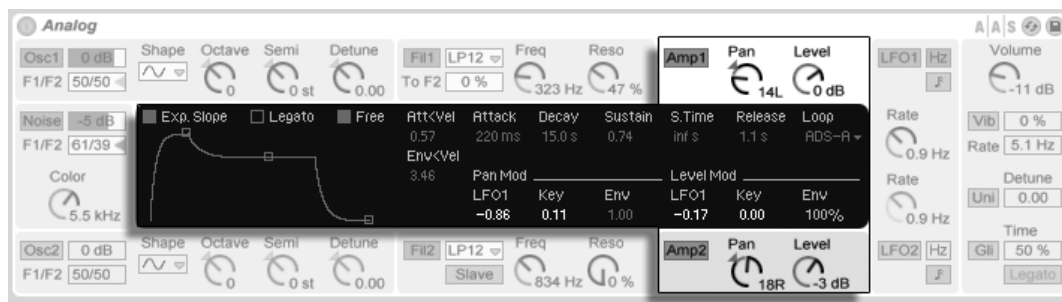 Analog
A|A|S
Osc1 0 dB Shape Octave Semi Detune
F1/F2 50/50 0 0 st 0.00
Fil1 LP12 Freq Reso
To F2 0 % 323 Hz 47 %
Amp1 Pan Level
14L 0 dB
LFO1 Hz
Volume
-11 dB
Noise -5 dB
F1/F2 61/39
Color
5.5 kHz
Exp. Slope Legato Free
Att<Vel Attack Decay Sustain S.Time Release Loop
0.57 220 ms 15.0 s 0.74 inf s 1.1 s ADS-A
Env<Vel
3.46 Pan Mod Level Mod
LFO1 Key Env LFO1 Key Env
-0.86 0.11 1.00 -0.17 0.00 100%
Rate
0.9 Hz
Rate
0.9 Hz
Vib 0 %
Rate 5.1 Hz
Detune
Uni 0.00
Osc2 0 dB Shape Octave Semi Detune
F1/F2 50/50 0 0 st 0.00
Fil2 LP12 Freq Reso
Slave 834 Hz 0 %
Amp2 Pan Level
18R -3 dB
LFO2 Hz
Time
Gli 50 %
Legato